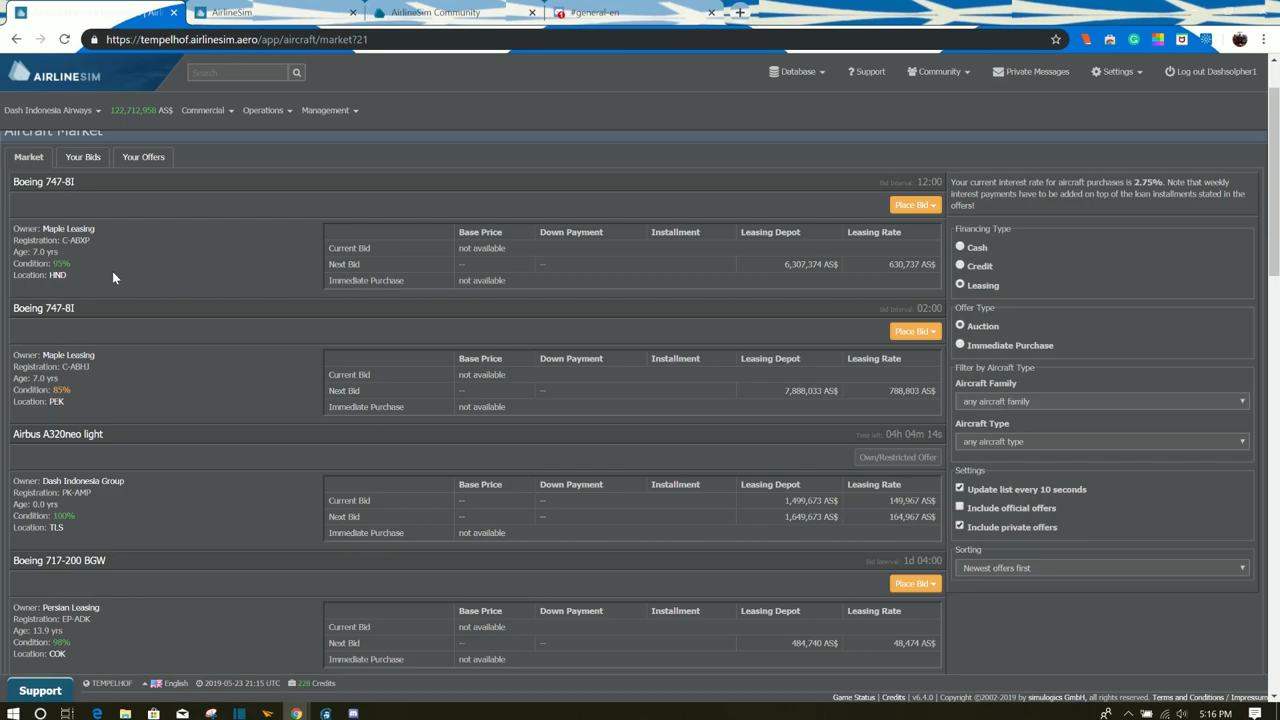 AirlineSim
AirlineSim Community
#general-en
https://tempelhof.airlinesim.aero/app/aircraft/market?21
AIRLINESIM
Search
Database
Support
Community
Private Messages
Settings
Log out Dashsolpher1
Dash Indonesia Airways
122,712,958 AS$
Commercial
Operations
Management
Aircraft Market
Market
Your Bids
Your Offers
Boeing 747-8I
Bid Interval: 12:00
Place Bid
Owner: Maple Leasing
Registration: C-ABXP
Age: 7.0 yrs
Condition: 95%
Location: HND
Base Price Down Payment Installment Leasing Depot Leasing Rate
Current Bid not available
Next Bid -- -- 6,307,374 AS$ 630,737 AS$
Immediate Purchase not available
Boeing 747-8I
Bid Interval: 02:00
Place Bid
Owner: Maple Leasing
Registration: C-ABHJ
Age: 7.0 yrs
Condition: 85%
Location: PEK
Base Price Down Payment Installment Leasing Depot Leasing Rate
Current Bid not available
Next Bid -- -- 7,888,033 AS$ 788,803 AS$
Immediate Purchase not available
Airbus A320neo light
Time left: 04h 04m 14s
Own/Restricted Offer
Owner: Dash Indonesia Group
Registration: PK-AMP
Age: 0.0 yrs
Condition: 100%
Location: TLS
Base Price Down Payment Installment Leasing Depot Leasing Rate
Current Bid -- -- 1,499,673 AS$ 149,967 AS$
Next Bid -- -- 1,649,673 AS$ 164,967 AS$
Immediate Purchase not available
Boeing 717-200 BGW
Bid Interval: 1d 04:00
Place Bid
Owner: Persian Leasing
Registration: EP-ADK
Age: 13.9 yrs
Condition: 98%
Location: COK
Base Price Down Payment Installment Leasing Depot Leasing Rate
Current Bid not available
Next Bid -- -- 484,740 AS$ 48,474 AS$
Immediate Purchase not available
Your current interest rate for aircraft purchases is 2.75%. Note that weekly
interest payments have to be added on top of the loan installments stated in the
offers!
Financing Type
Cash
Credit
Leasing
Offer Type
Auction
Immediate Purchase
Filter by Aircraft Type
Aircraft Family
any aircraft family
Aircraft Type
any aircraft type
Settings
Update list every 10 seconds
Include official offers
Include private offers
Sorting
Newest offers first
Support
TEMPELHOF
English
2019-05-23 21:15 UTC
228 Credits
Game Status | Credits | v6.4.0 | Copyright ©2002-2019 by simulogics GmbH, all rights reserved. Terms and Conditions / Impressum
5:16 PM